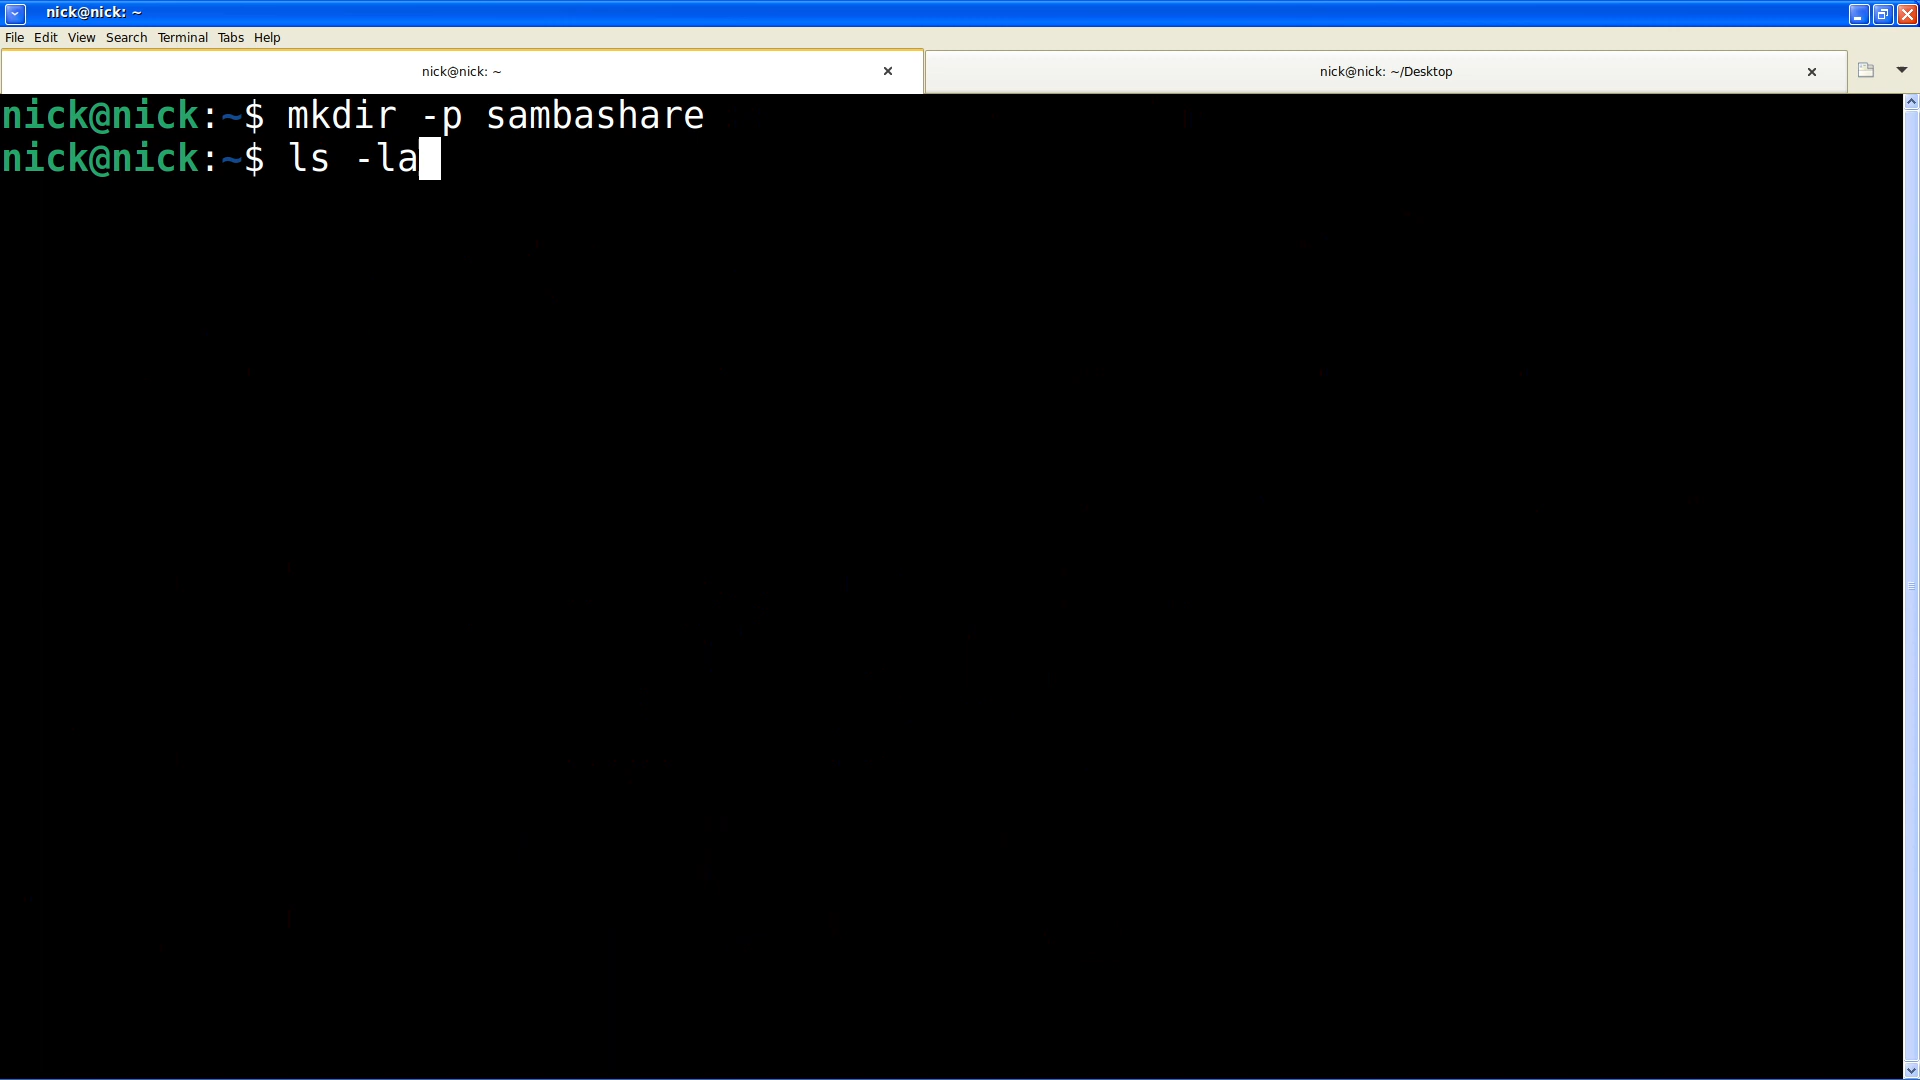 nick@nick: ~
File Edit View Search Terminal Tabs Help
nick@nick: ~
nick@nick: ~/Desktop
nick@nick:~$ mkdir -p sambashare
nick@nick:~$ ls -la